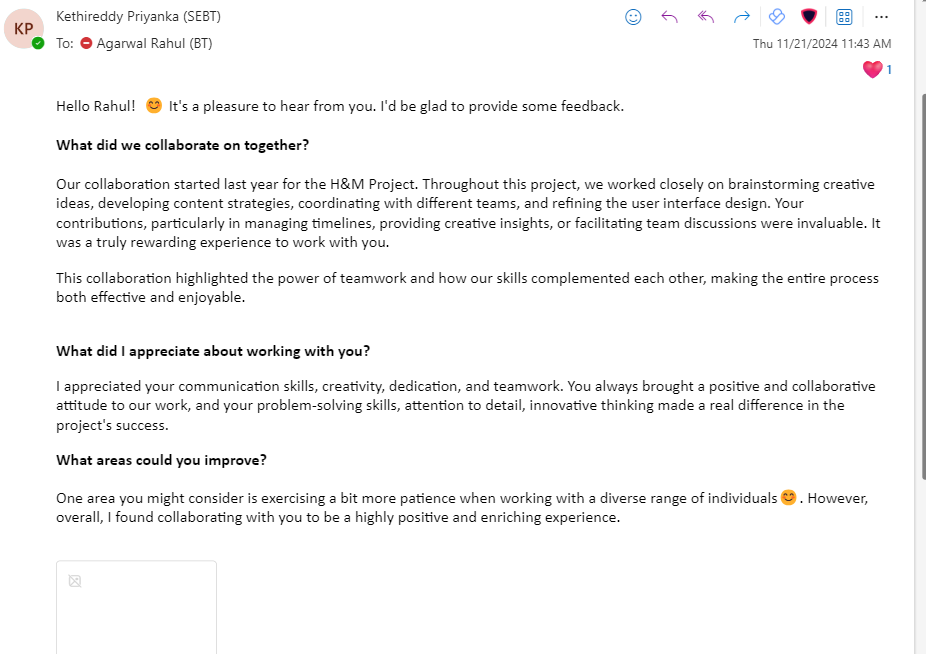 KP
Kethireddy Priyanka (SEBT)
To: Agarwal Rahul (BT)
Thu 11/21/2024 11:43 AM
1
Hello Rahul! 😊 It's a pleasure to hear from you. I'd be glad to provide some feedback.
What did we collaborate on together?
Our collaboration started last year for the H&M Project. Throughout this project, we worked closely on brainstorming creative
ideas, developing content strategies, coordinating with different teams, and refining the user interface design. Your
contributions, particularly in managing timelines, providing creative insights, or facilitating team discussions were invaluable. It
was a truly rewarding experience to work with you.
This collaboration highlighted the power of teamwork and how our skills complemented each other, making the entire process
both effective and enjoyable.
What did I appreciate about working with you?
I appreciated your communication skills, creativity, dedication, and teamwork. You always brought a positive and collaborative
attitude to our work, and your problem-solving skills, attention to detail, innovative thinking made a real difference in the
project's success.
What areas could you improve?
One area you might consider is exercising a bit more patience when working with a diverse range of individuals 😊. However,
overall, I found collaborating with you to be a highly positive and enriching experience.